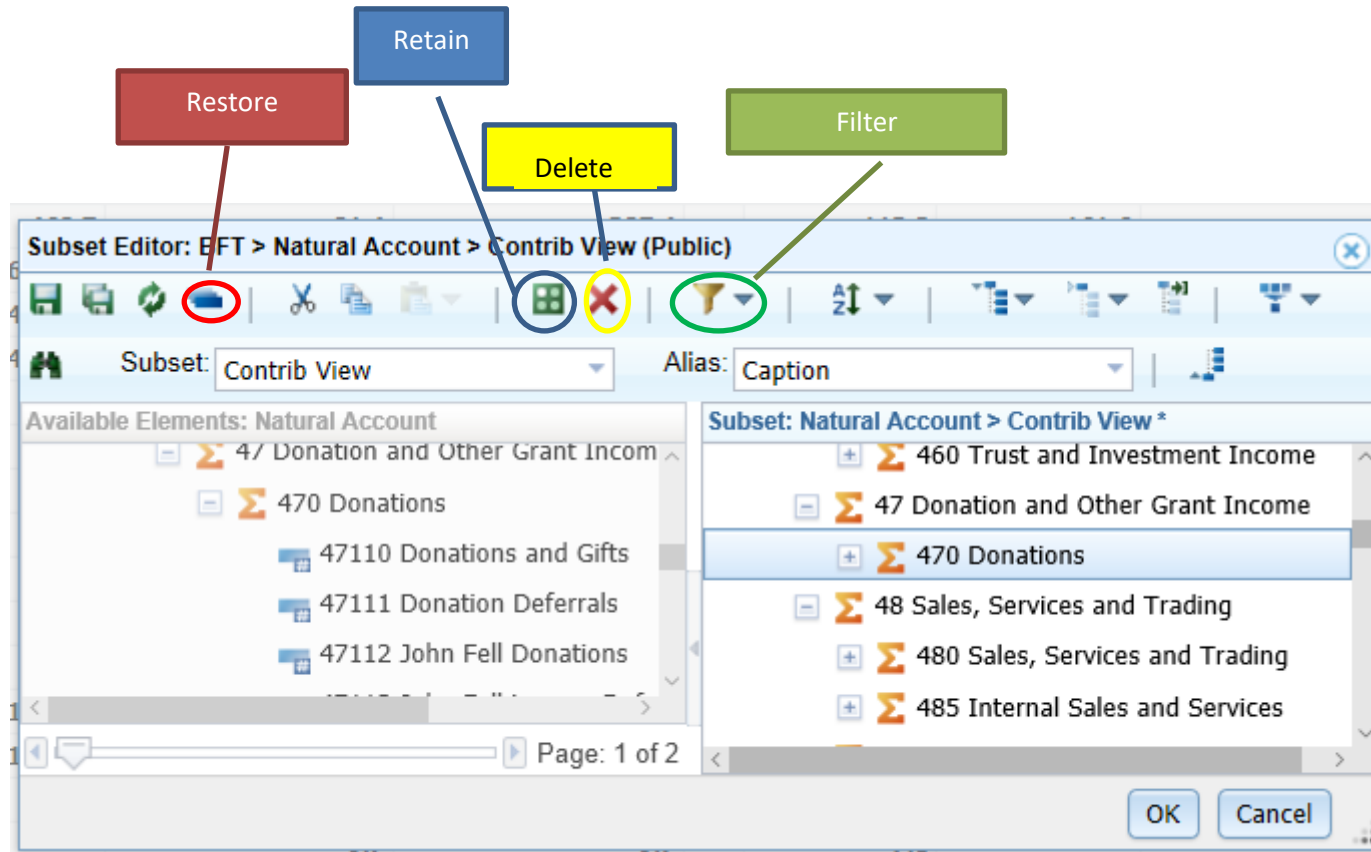 Retain
Restore
Filter
Delete
Subset Editor: BFT > Natural Account > Contrib View (Public)
Subset: Contrib View Alias: Caption
Available Elements: Natural Account
47 Donation and Other Grant Incom
470 Donations
47110 Donations and Gifts
47111 Donation Deferrals
47112 John Fell Donations
Page: 1 of 2
Subset: Natural Account > Contrib View *
460 Trust and Investment Income
47 Donation and Other Grant Income
470 Donations
48 Sales, Services and Trading
480 Sales, Services and Trading
485 Internal Sales and Services
OK Cancel